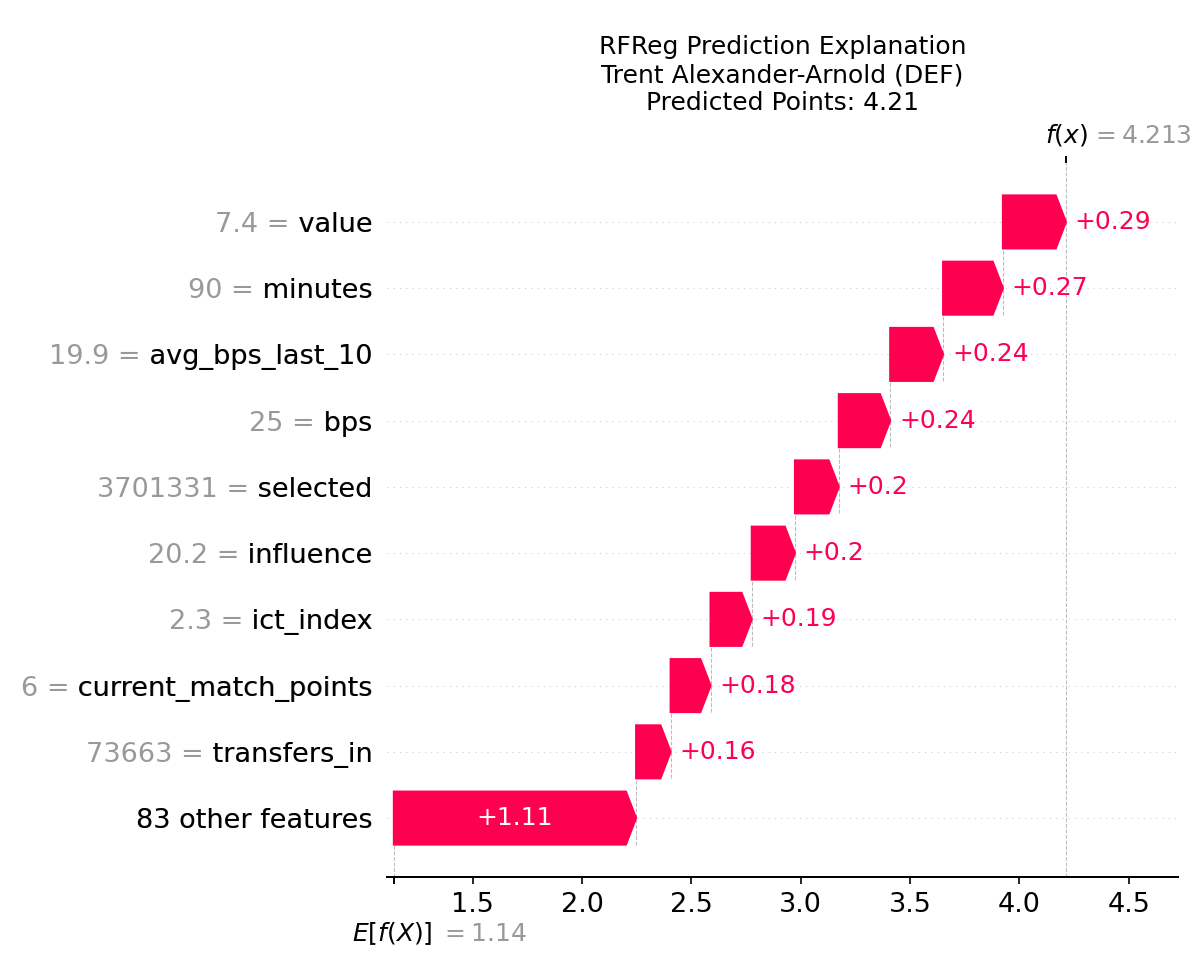 RFReg Prediction Explanation
Trent Alexander-Arnold (DEF)
Predicted Points: 4.21
f(x) = 4.213
7.4 = value +0.29
90 = minutes +0.27
19.9 = avg_bps_last_10 +0.24
25 = bps +0.24
3701331 = selected +0.2
20.2 = influence +0.2
2.3 = ict_index +0.19
6 = current_match_points +0.18
73663 = transfers_in +0.16
83 other features +1.11
1.5 2.0 2.5 3.0 3.5 4.0 4.5
E[f(X)] = 1.14